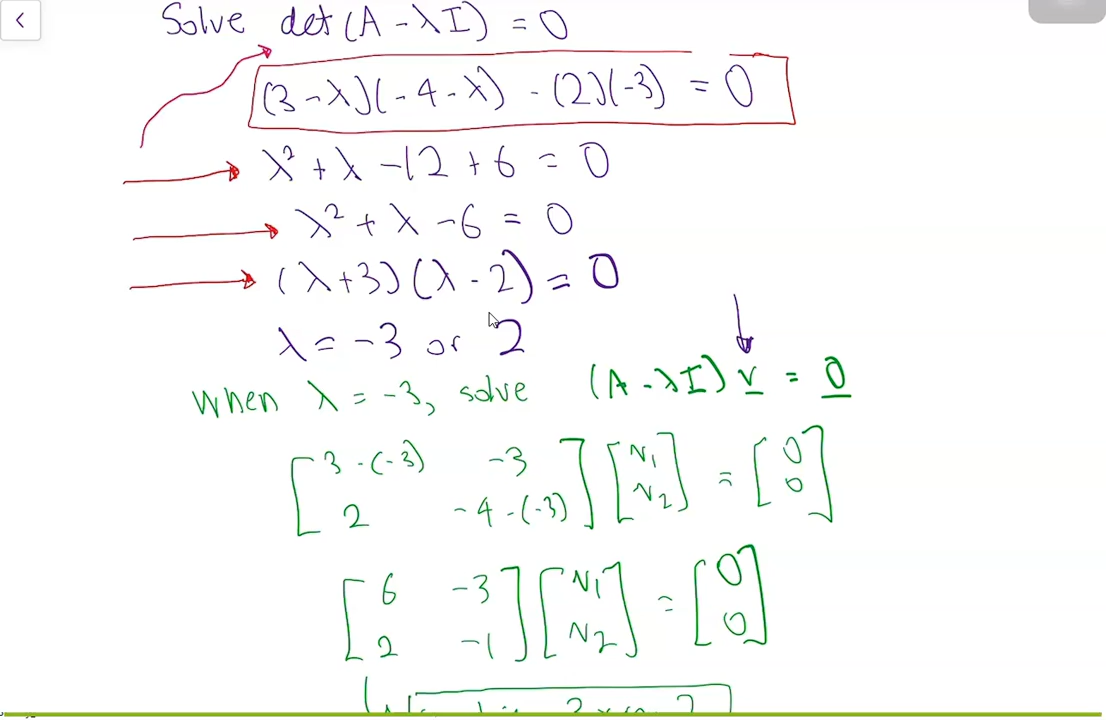 Solve det(A - λI) = 0
(3 - λ)(-4 - λ) - (2)(-3) = 0
λ² + λ - 12 + 6 = 0
λ² + λ - 6 = 0
(λ + 3)(λ - 2) = 0
λ = -3 or 2
When λ = -3, solve (A - λI) v = 0
3 - (-3) -3 v₁ = 0
2 -4 - (-3) v₂ 0
6 -3 v₁ = 0
2 -1 v₂ 0